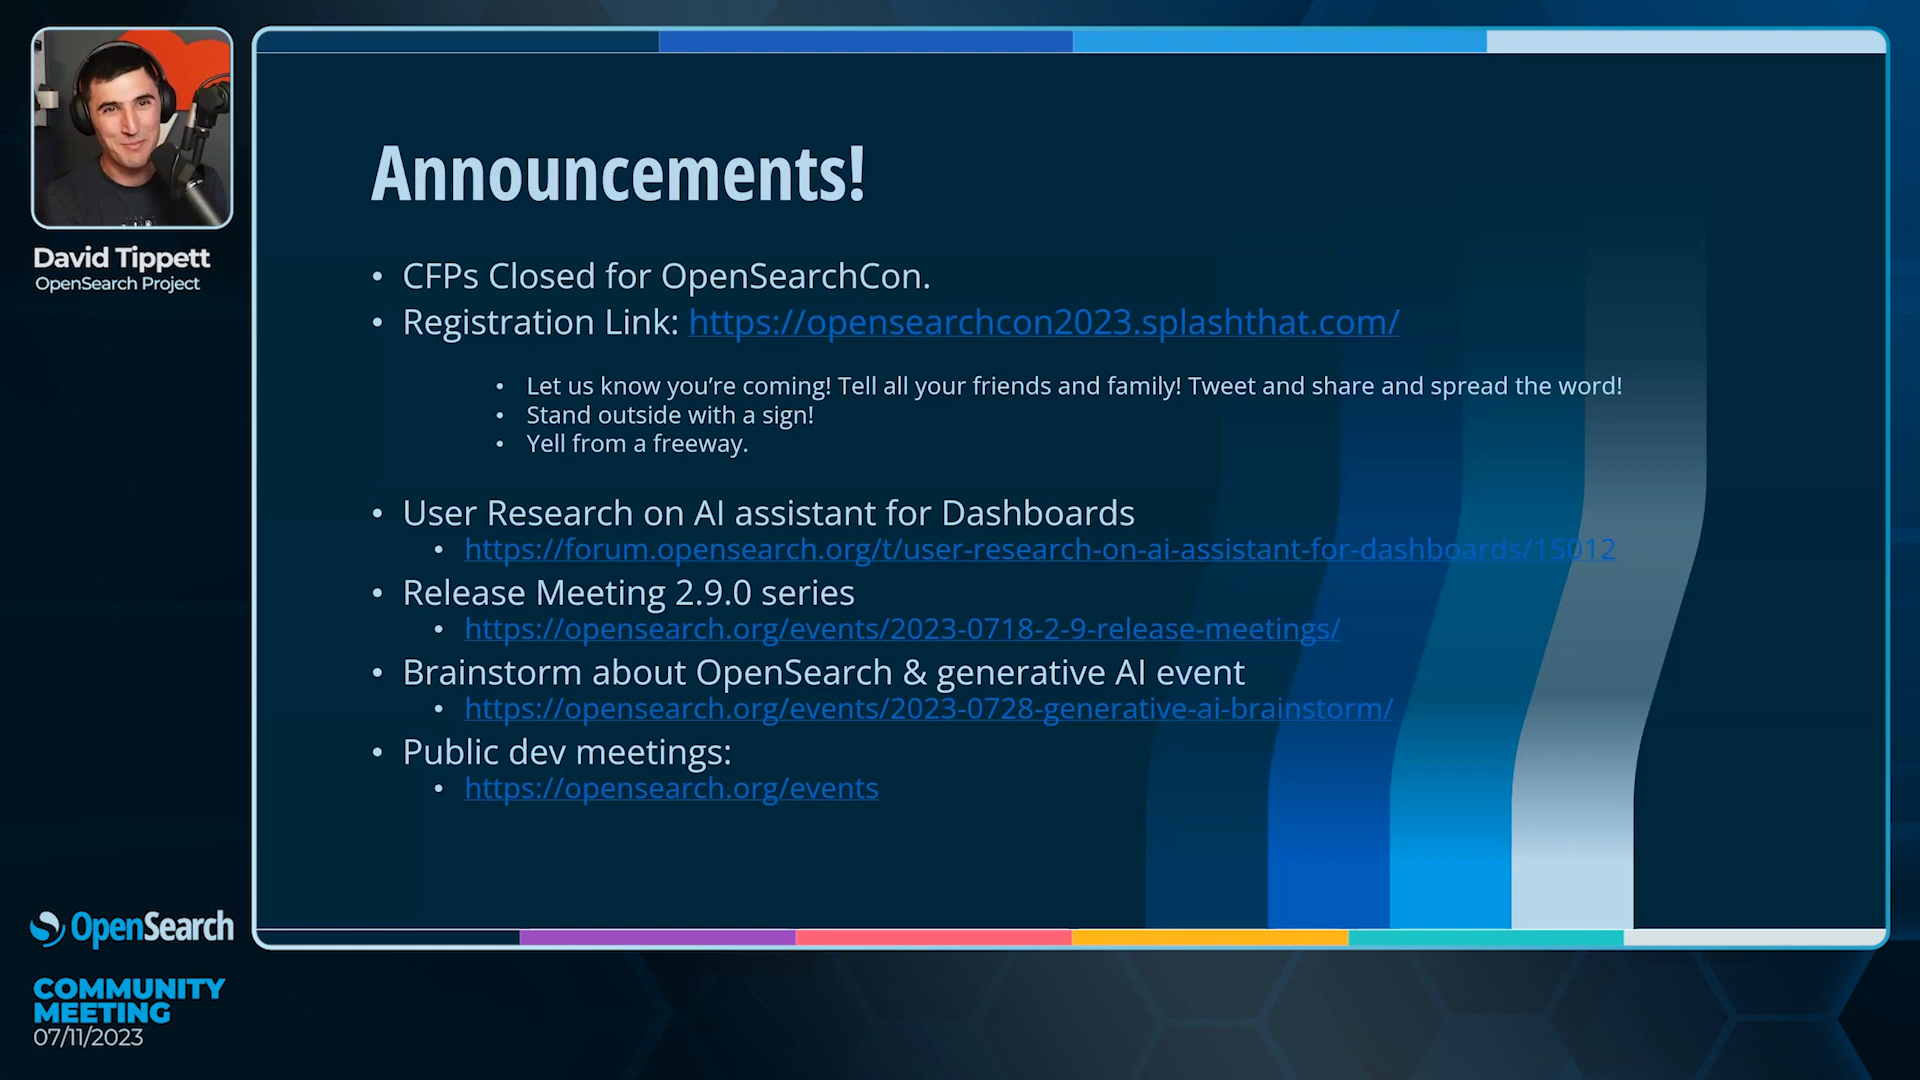 David Tippett
OpenSearch Project
Announcements!
• CFPs Closed for OpenSearchCon.
• Registration Link: https://opensearchcon2023.splashthat.com/
• Let us know you’re coming! Tell all your friends and family! Tweet and share and spread the word!
• Stand outside with a sign!
• Yell from a freeway.
• User Research on AI assistant for Dashboards
• https://forum.opensearch.org/t/user-research-on-ai-assistant-for-dashboards/15012
• Release Meeting 2.9.0 series
• https://opensearch.org/events/2023-0718-2-9-release-meetings/
• Brainstorm about OpenSearch & generative AI event
• https://opensearch.org/events/2023-0728-generative-ai-brainstorm/
• Public dev meetings:
• https://opensearch.org/events
OpenSearch
COMMUNITY
MEETING
07/11/2023